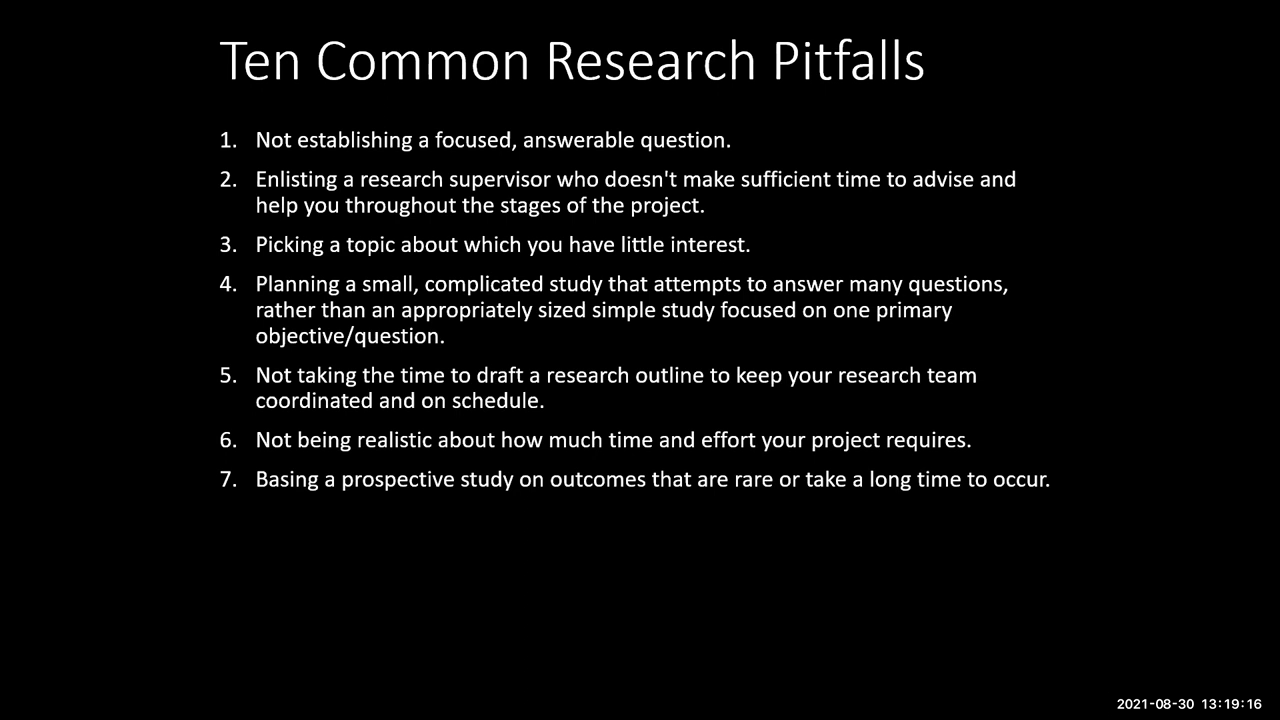 Ten Common Research Pitfalls
1. Not establishing a focused, answerable question.
2. Enlisting a research supervisor who doesn't make sufficient time to advise and
help you throughout the stages of the project.
3. Picking a topic about which you have little interest.
4. Planning a small, complicated study that attempts to answer many questions,
rather than an appropriately sized simple study focused on one primary
objective/question.
5. Not taking the time to draft a research outline to keep your research team
coordinated and on schedule.
6. Not being realistic about how much time and effort your project requires.
7. Basing a prospective study on outcomes that are rare or take a long time to occur.
2021-08-30 13:19:16